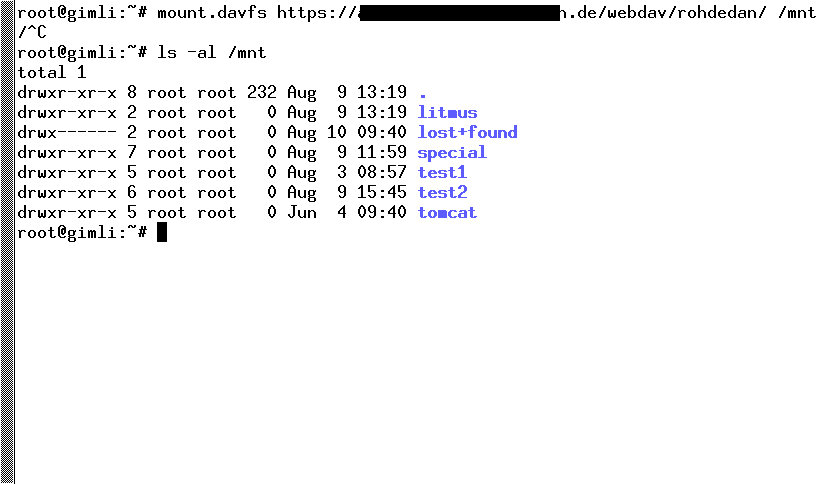 root@gimli:~# mount.davfs https:// n.de/webdav/rohdedan/ /mnt
/^C
root@gimli:~# ls -al /mnt
total 1
drwxr-xr-x 8 root root 232 Aug  9 13:19 .
drwxr-xr-x 2 root root   0 Aug  9 13:19 litmus
drwx------ 2 root root   0 Aug 10 09:40 lost+found
drwxr-xr-x 7 root root   0 Aug  9 11:59 special
drwxr-xr-x 5 root root   0 Aug  3 08:57 test1
drwxr-xr-x 6 root root   0 Aug  9 15:45 test2
drwxr-xr-x 5 root root   0 Jun  4 09:40 tomcat
root@gimli:~#